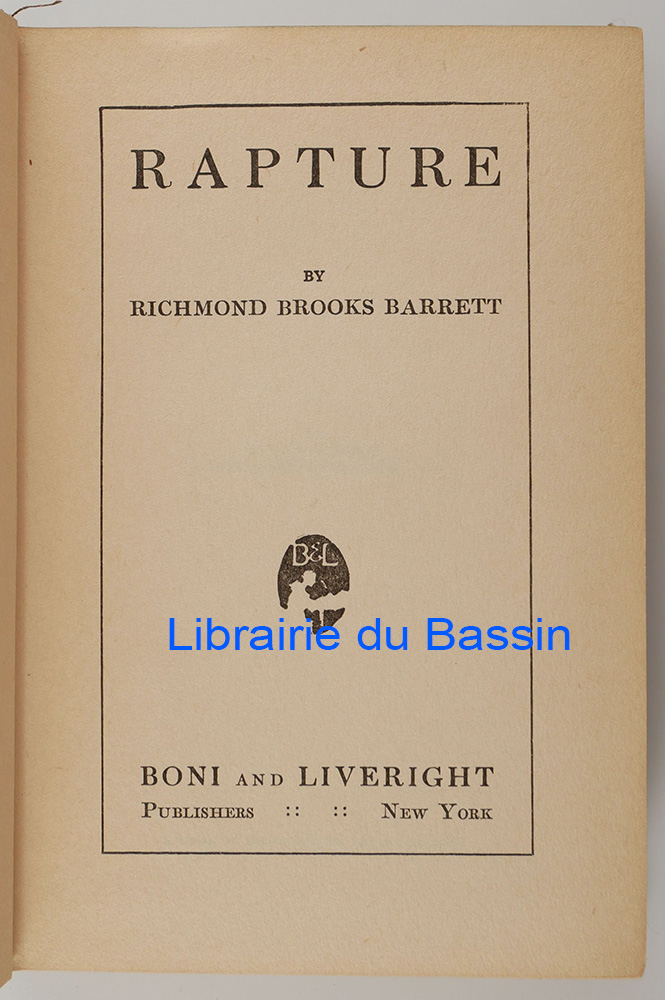 RAPTURE
BY
RICHMOND BROOKS BARRETT
B&L
Librairie du Bassin
BONI AND LIVERIGHT
PUBLISHERS :: :: NEW YORK